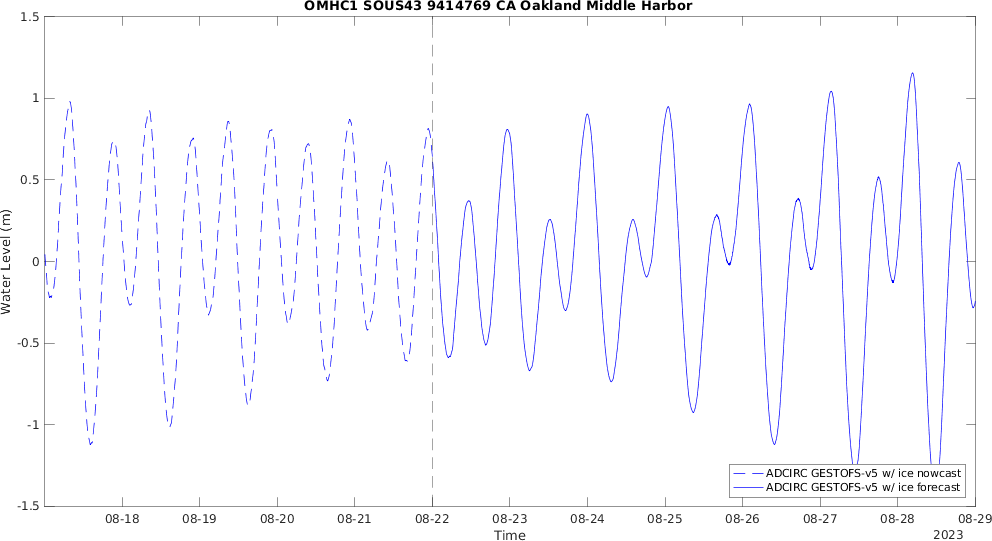 OMHC1 SOUS43 9414769 CA Oakland Middle Harbor
1.5
1
0.5
0
-0.5
-1
-1.5
Water Level (m)
ADCIRC GESTOFS-v5 w/ ice nowcast
ADCIRC GESTOFS-v5 w/ ice forecast
08-18 08-19 08-20 08-21 08-22 08-23 08-24 08-25 08-26 08-27 08-28 08-29
Time
2023